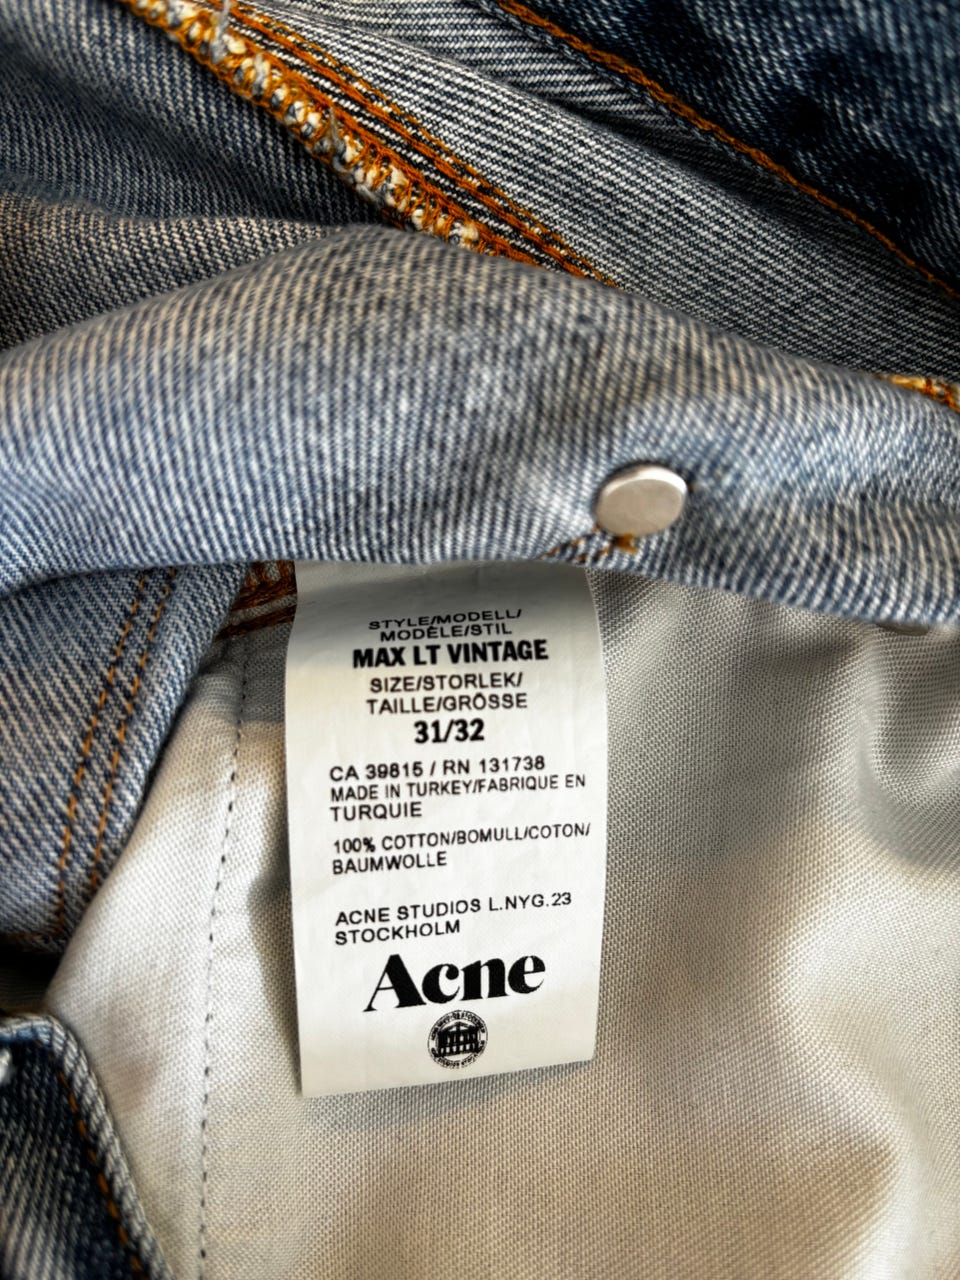 STYLE/MODELL/
MODÈLE/STIL
MAX LT VINTAGE
SIZE/STORLEK/
TAILLE/GRÖSSE
31/32
CA 39815 / RN 131738
MADE IN TURKEY/FABRIQUE EN
TURQUIE
100% COTTON/BOMULL/COTON/
BAUMWOLLE
ACNE STUDIOS L.NYG.23
STOCKHOLM
Acne